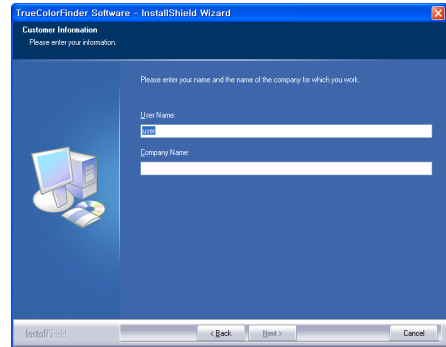 TrueColorFinder Software - InstallShield Wizard
Customer Information
Please enter your information.
Please enter your name and the name of the company for which you work.
User Name:
user
Company Name:
InstallShield
< Back
Next >
Cancel